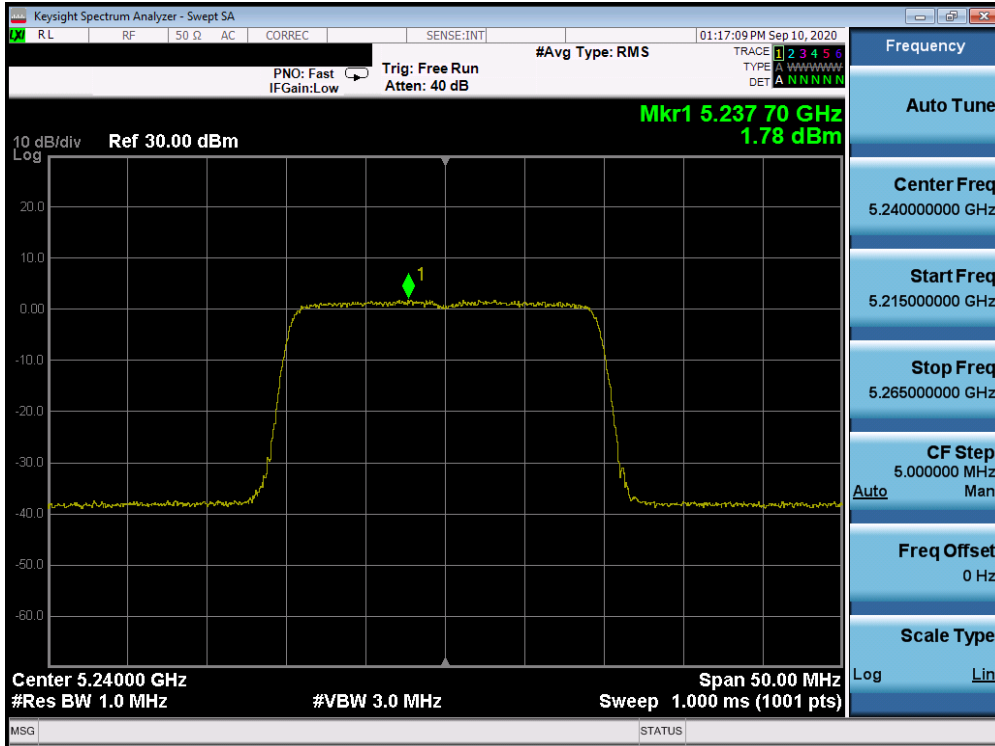 Keysight Spectrum Analyzer - Swept SA
LXI RL RF 50 Ω AC CORREC SENSE:INT 01:17:09 PM Sep 10, 2020
#Avg Type: RMS TRACE 1 2 3 4 5 6
PNO: Fast Trig: Free Run TYPE A WWWWW
IFGain:Low Atten: 40 dB DET A N N N N N
Mkr1 5.237 70 GHz
10 dB/div Ref 30.00 dBm 1.78 dBm
Log
20.0
10.0
1
0.00
-10.0
-20.0
-30.0
-40.0
-50.0
-60.0
Center 5.24000 GHz Span 50.00 MHz
#Res BW 1.0 MHz #VBW 3.0 MHz Sweep 1.000 ms (1001 pts)
MSG STATUS
Frequency
Auto Tune
Center Freq
5.240000000 GHz
Start Freq
5.215000000 GHz
Stop Freq
5.265000000 GHz
CF Step
5.000000 MHz
Auto Man
Freq Offset
0 Hz
Scale Type
Log Lin